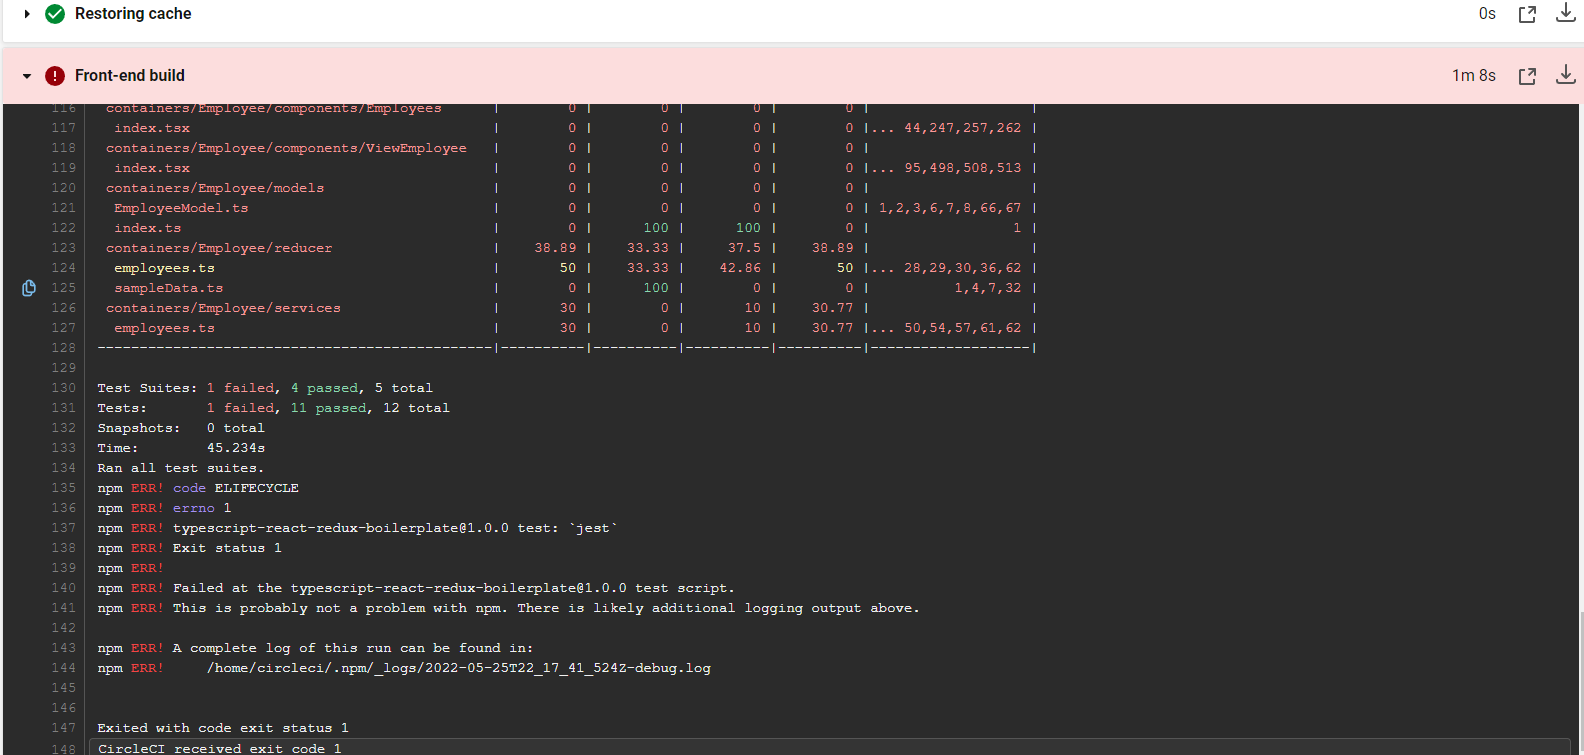 Restoring cache 0s
Front-end build 1m 8s
116 containers/Employee/components/Employees | 0 | 0 | 0 | 0 | |
117 index.tsx | 0 | 0 | 0 | 0 |... 44,247,257,262 |
118 containers/Employee/components/ViewEmployee | 0 | 0 | 0 | 0 | |
119 index.tsx | 0 | 0 | 0 | 0 |... 95,498,508,513 |
120 containers/Employee/models | 0 | 0 | 0 | 0 | |
121 EmployeeModel.ts | 0 | 0 | 0 | 0 | 1,2,3,6,7,8,66,67 |
122 index.ts | 0 | 100 | 100 | 0 | 1 |
123 containers/Employee/reducer | 38.89 | 33.33 | 37.5 | 38.89 | |
124 employees.ts | 50 | 33.33 | 42.86 | 50 |... 28,29,30,36,62 |
125 sampleData.ts | 0 | 100 | 0 | 0 | 1,4,7,32 |
126 containers/Employee/services | 30 | 0 | 10 | 30.77 | |
127 employees.ts | 30 | 0 | 10 | 30.77 |... 50,54,57,61,62 |
128 -----------------------------------------------|----------|----------|----------|----------|-------------------|
129
130 Test Suites: 1 failed, 4 passed, 5 total
131 Tests: 1 failed, 11 passed, 12 total
132 Snapshots: 0 total
133 Time: 45.234s
134 Ran all test suites.
135 npm ERR! code ELIFECYCLE
136 npm ERR! errno 1
137 npm ERR! typescript-react-redux-boilerplate@1.0.0 test: `jest`
138 npm ERR! Exit status 1
139 npm ERR!
140 npm ERR! Failed at the typescript-react-redux-boilerplate@1.0.0 test script.
141 npm ERR! This is probably not a problem with npm. There is likely additional logging output above.
142
143 npm ERR! A complete log of this run can be found in:
144 npm ERR! /home/circleci/.npm/_logs/2022-05-25T22_17_41_524Z-debug.log
145
146
147 Exited with code exit status 1
148 CircleCI received exit code 1